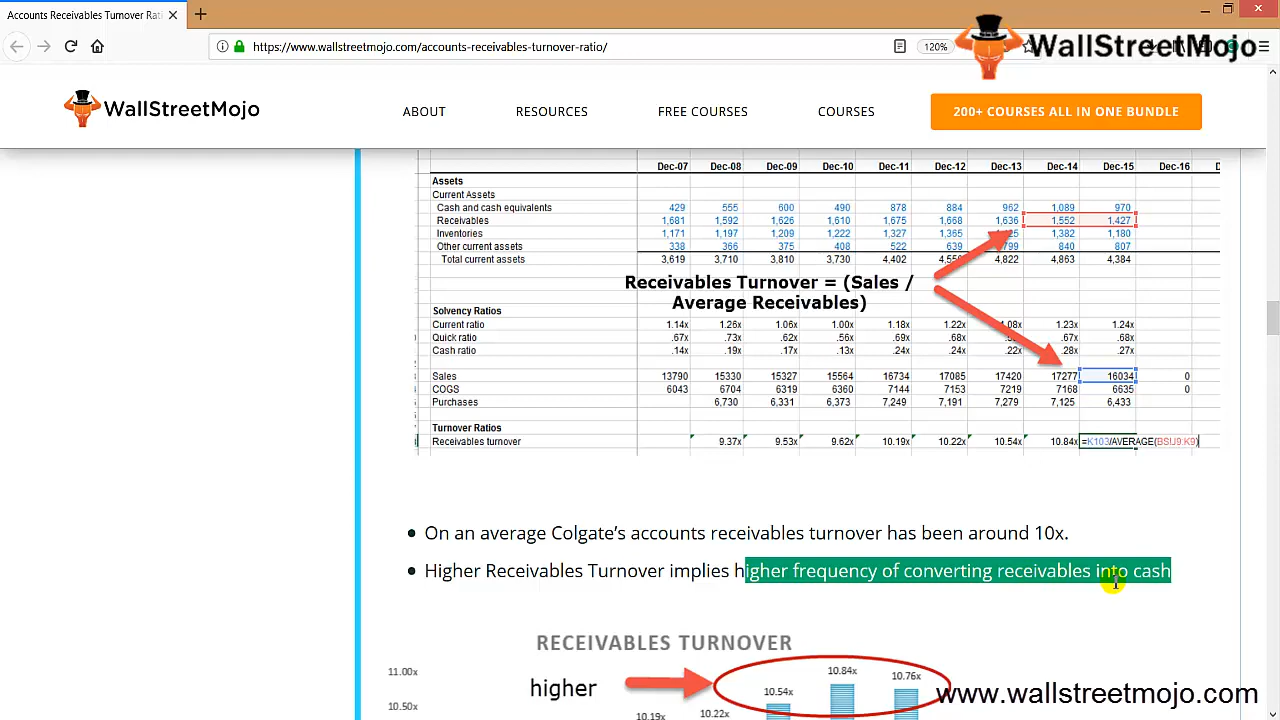 Accounts Receivables Turnover Rati
https://www.wallstreetmojo.com/accounts-receivables-turnover-ratio/
120%
WallStreetMojo
WallStreetMojo
ABOUT RESOURCES FREE COURSES COURSES 200+ COURSES ALL IN ONE BUNDLE
Dec-07 Dec-08 Dec-09 Dec-10 Dec-11 Dec-12 Dec-13 Dec-14 Dec-15 Dec-16
Assets
Current Assets
Cash and cash equivalents 429 555 600 490 878 884 962 1,089 970
Receivables 1,681 1,592 1,626 1,610 1,675 1,668 1,636 1,552 1,427
Inventories 1,171 1,197 1,209 1,222 1,327 1,365 1,382 1,180
Other current assets 338 366 375 408 522 639 799 840 807
Total current assets 3,619 3,710 3,810 3,730 4,402 4,822 4,863 4,384
Receivables Turnover = (Sales /
Average Receivables)
Solvency Ratios
Current ratio 1.14x 1.26x 1.06x 1.00x 1.18x 1.22x 1.08x 1.23x 1.24x
Quick ratio .67x .73x .62x .56x .69x .68x .67x .68x
Cash ratio .14x .19x .17x .13x .24x .24x .22x .28x .27x
Sales 13790 15330 15327 15564 16734 17085 17420 17277 16034 0
COGS 6043 6704 6319 6360 7144 7153 7219 7168 6635 0
Purchases 6,730 6,331 6,373 7,249 7,191 7,279 7,125 6,433
Turnover Ratios
Receivables turnover 9.37x 9.53x 9.62x 10.19x 10.22x 10.54x 10.84x =K103/AVERAGE(BS!J9:K9)
• On an average Colgate's accounts receivables turnover has been around 10x.
• Higher Receivables Turnover implies higher frequency of converting receivables into cash
RECEIVABLES TURNOVER
11.00x
10.50x
higher
10.19x 10.22x 10.54x 10.84x 10.76x
www.wallstreetmojo.com